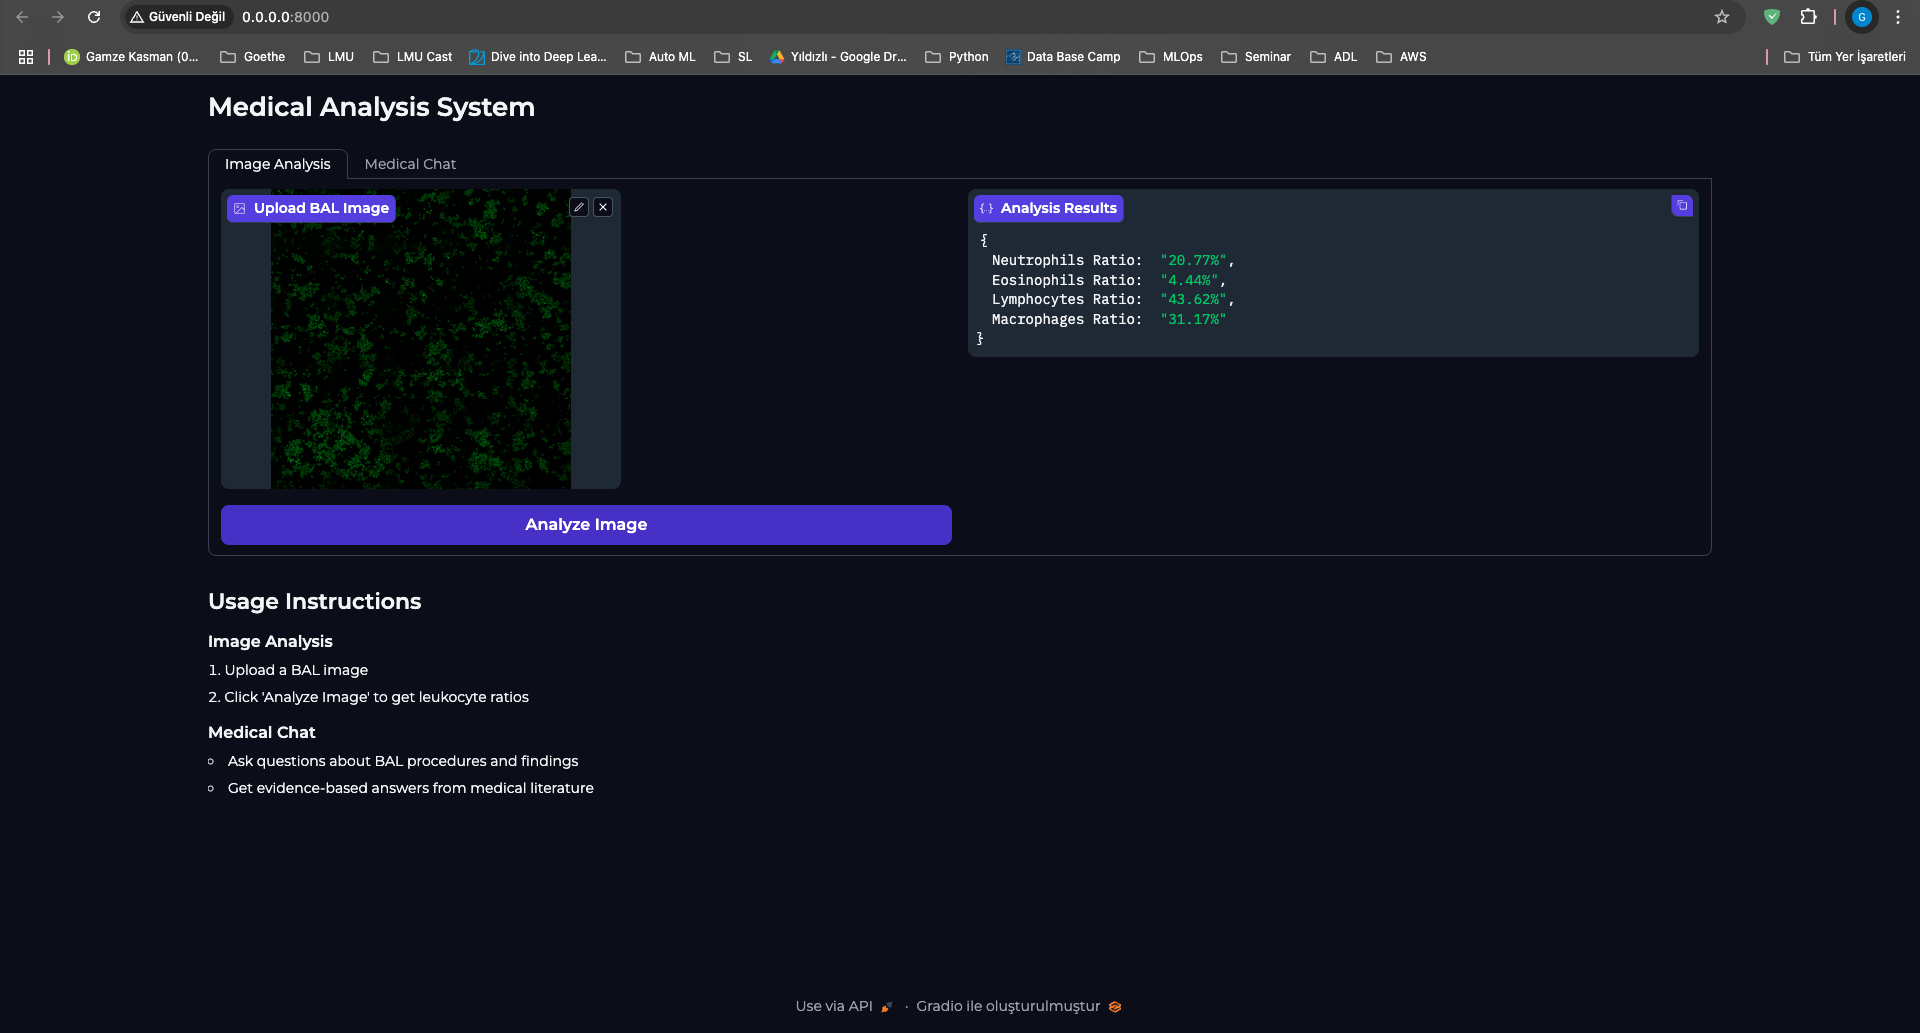 Güvenli Değil 0.0.0.0:8000 G
Gamze Kasman (0... Goethe LMU LMU Cast Dive into Deep Lea... Auto ML SL Yıldızlı - Google Dr... Python Data Base Camp MLOps Seminar ADL AWS Tüm Yer İşaretleri
Medical Analysis System
Image Analysis Medical Chat
Upload BAL Image
Analysis Results
{
Neutrophils Ratio: "20.77%",
Eosinophils Ratio: "4.44%",
Lymphocytes Ratio: "43.62%",
Macrophages Ratio: "31.17%"
}
Analyze Image
Usage Instructions
Image Analysis
1. Upload a BAL image
2. Click 'Analyze Image' to get leukocyte ratios
Medical Chat
Ask questions about BAL procedures and findings
Get evidence-based answers from medical literature
Use via API · Gradio ile oluşturulmuştur